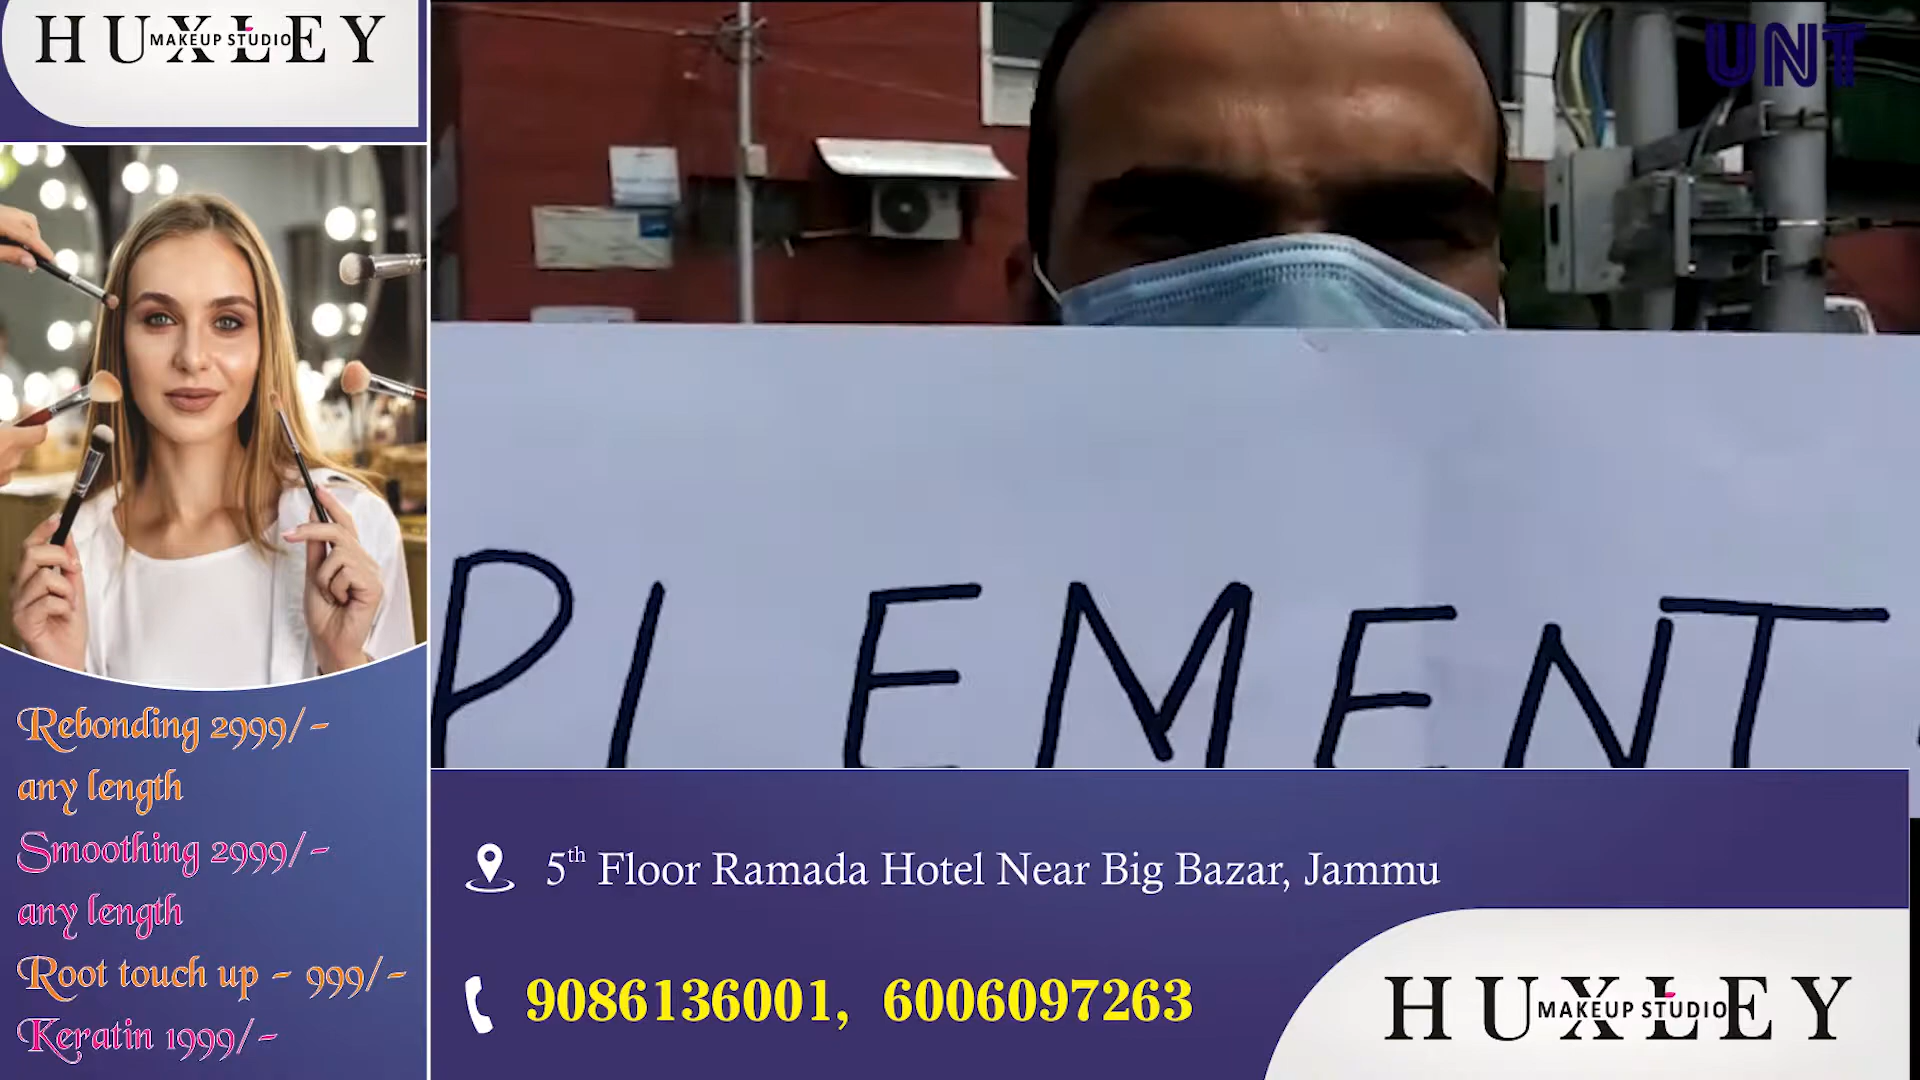 HUXLEY
MAKEUP STUDIO
UNT
PLEMENT
Rebonding 2999/-
any length
Smoothing 2999/-
any length
Root touch up - 999/-
Keratin 1999/-
5th Floor Ramada Hotel Near Big Bazar, Jammu
9086136001, 6006097263
HUXLEY
MAKEUP STUDIO